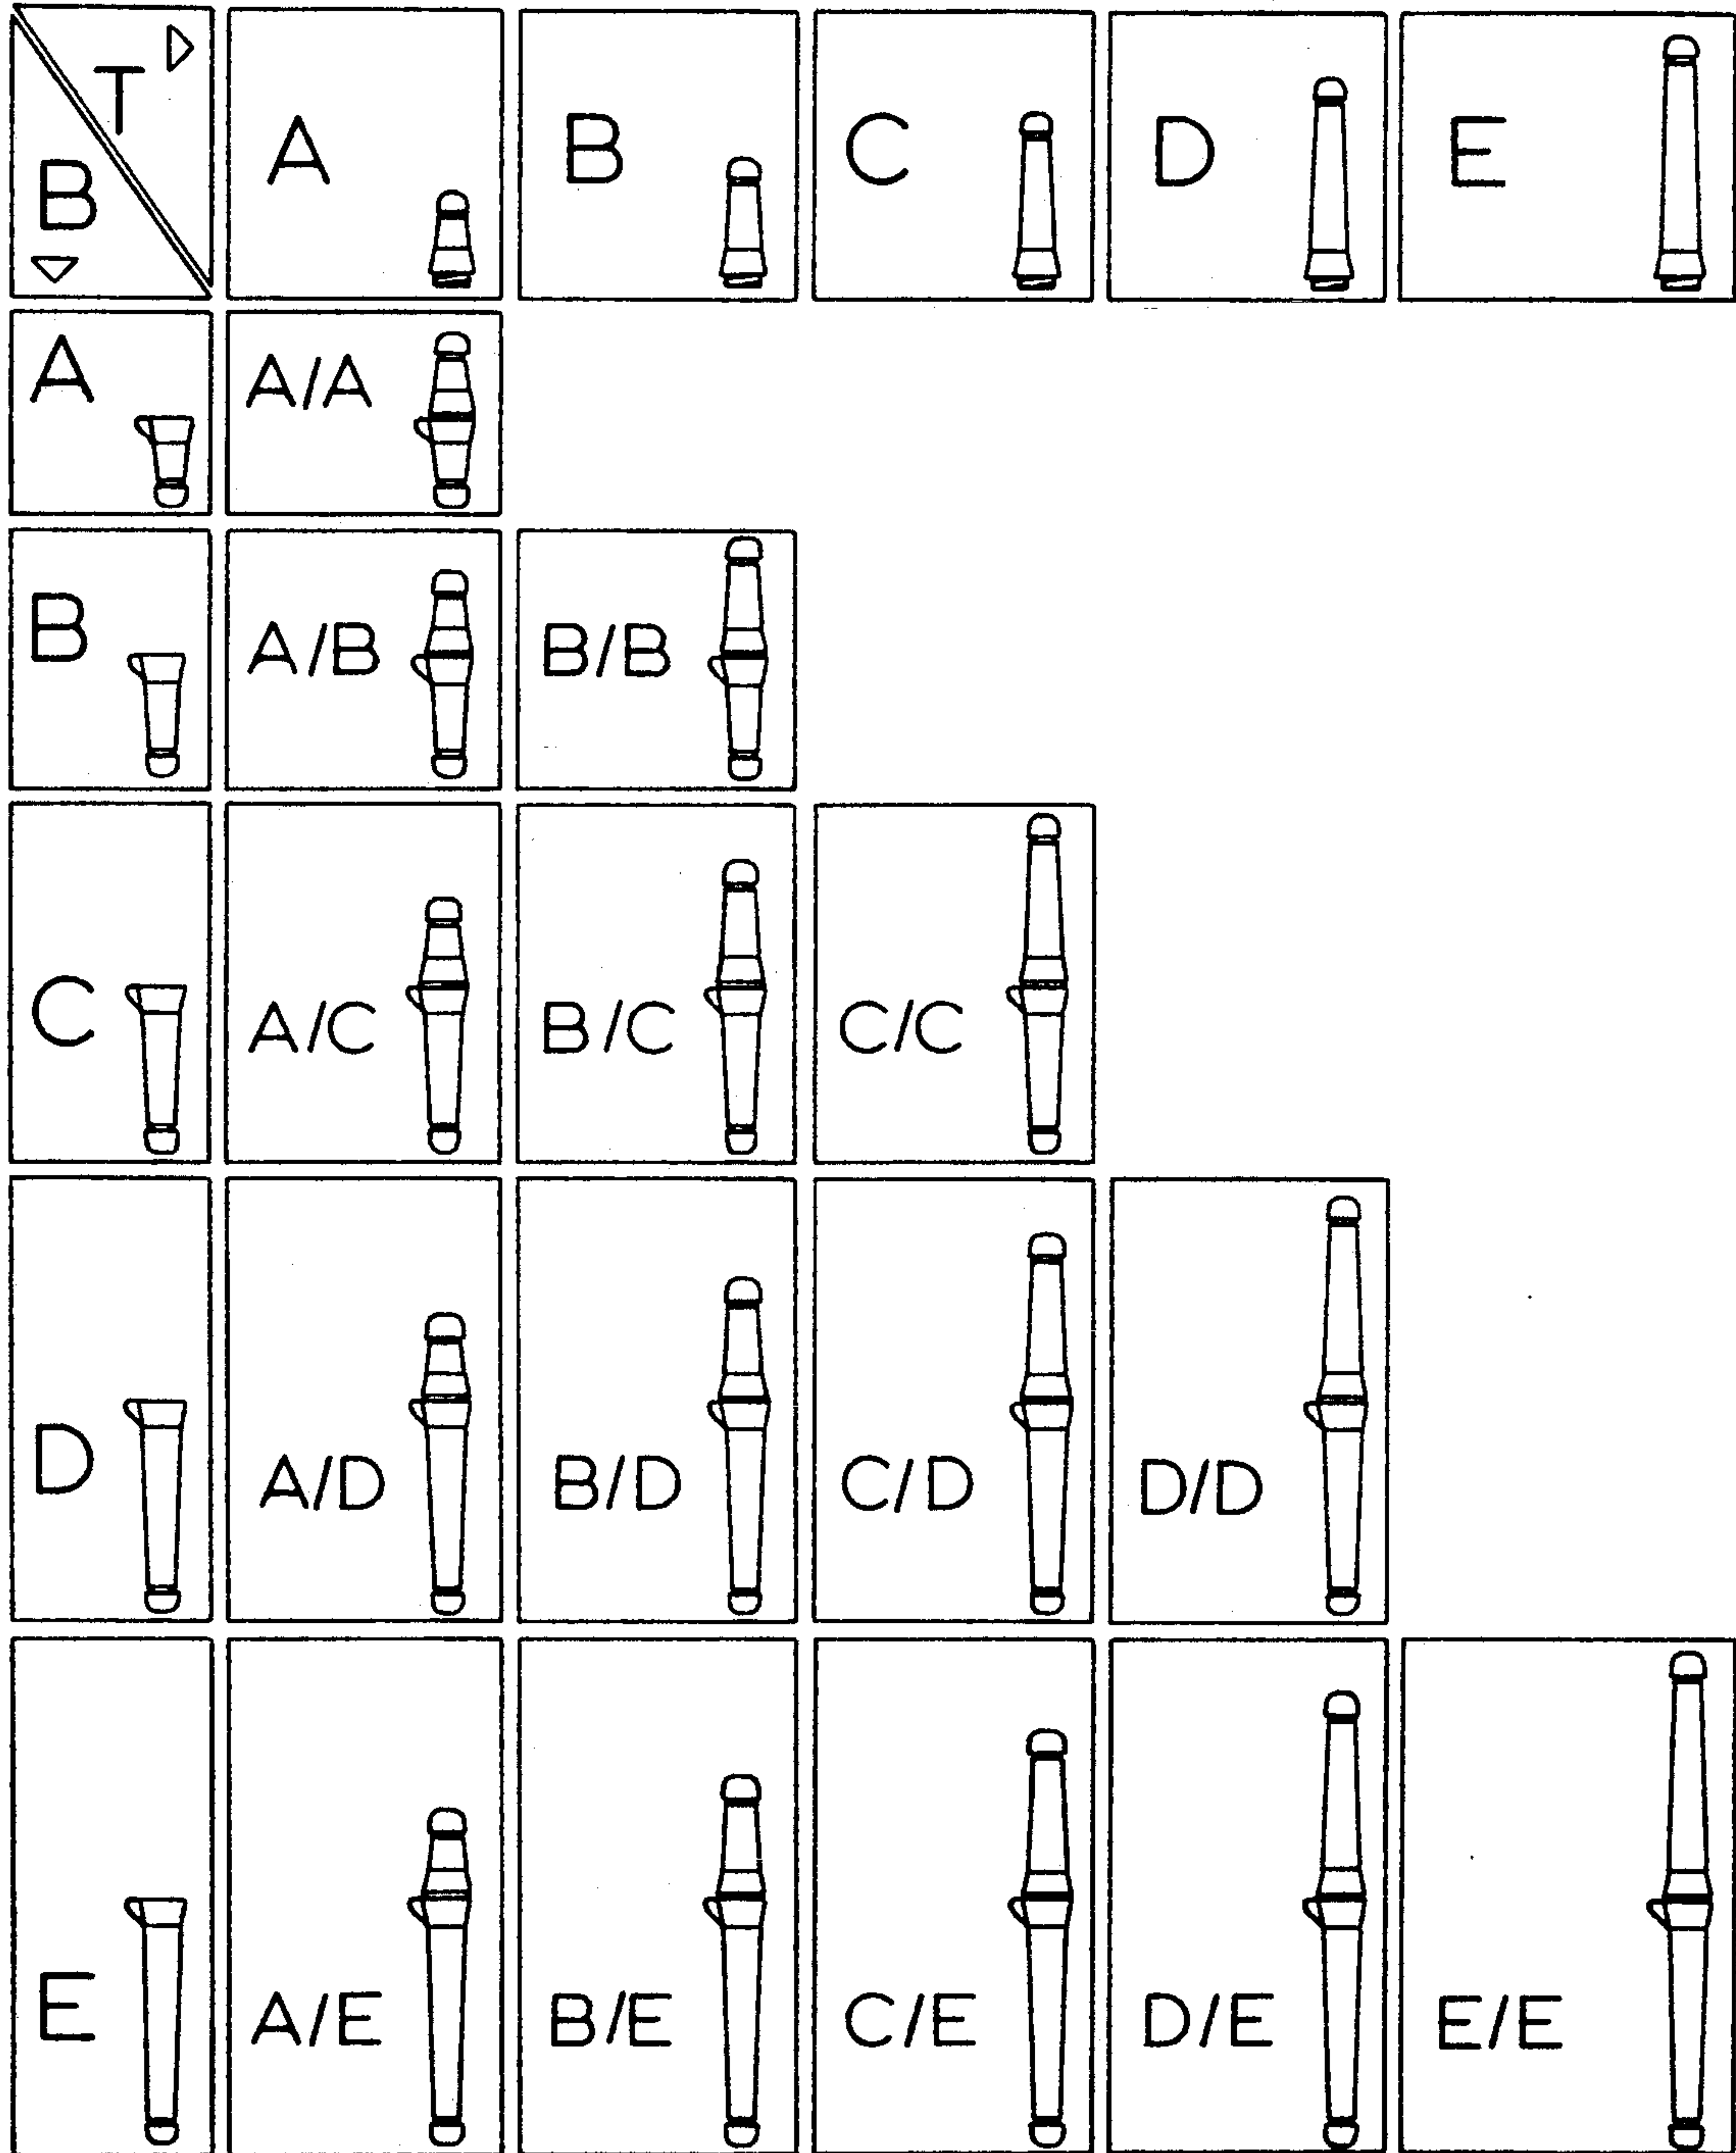 T B A B C D E
A A/A
B A/B B/B
C A/C B/C C/C
D A/D B/D C/D D/D
E A/E B/E C/E D/E E/E